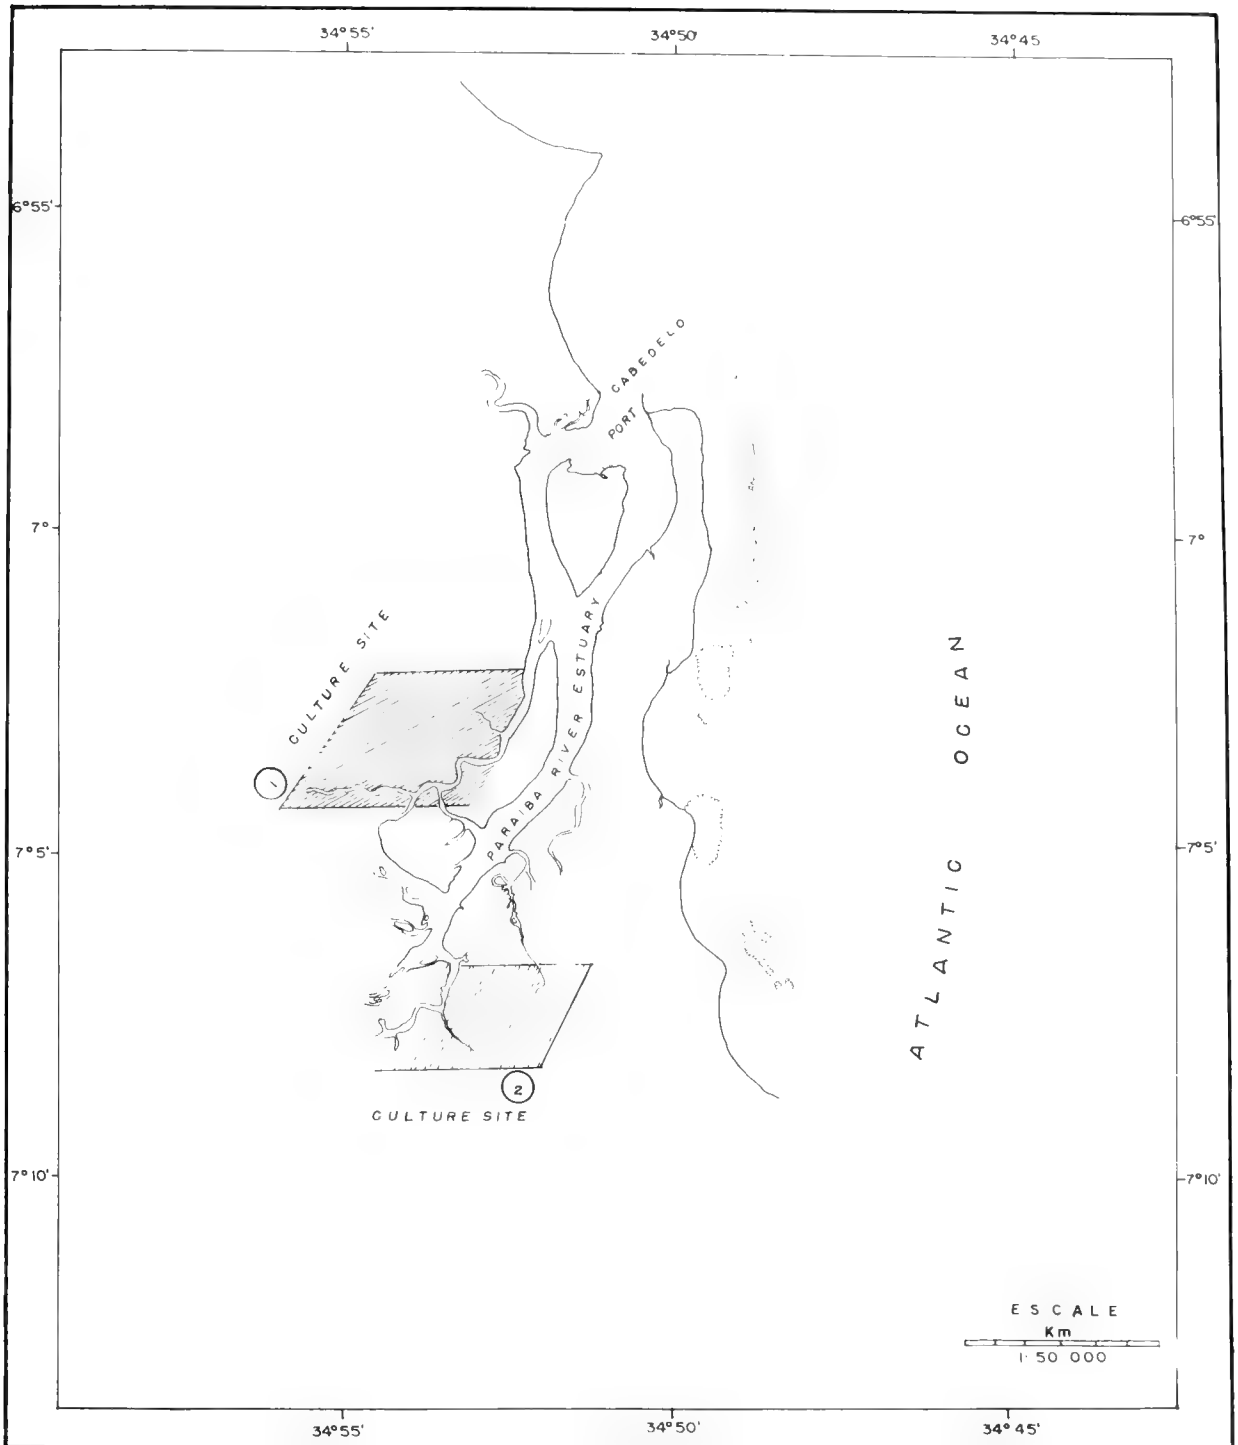 34°55'
34°50'
34°45
6°55'
6°55'
CABEDELO
PORT
7°
7°
CULTURE SITE
1
PARAIBA RIVER ESTUARY
ATLANTIC OCEAN
7°5'
7°5'
2
CULTURE SITE
7°10'
7°10'
ESCALE
Km
1:50 000
34°55'
34°50'
34°45'